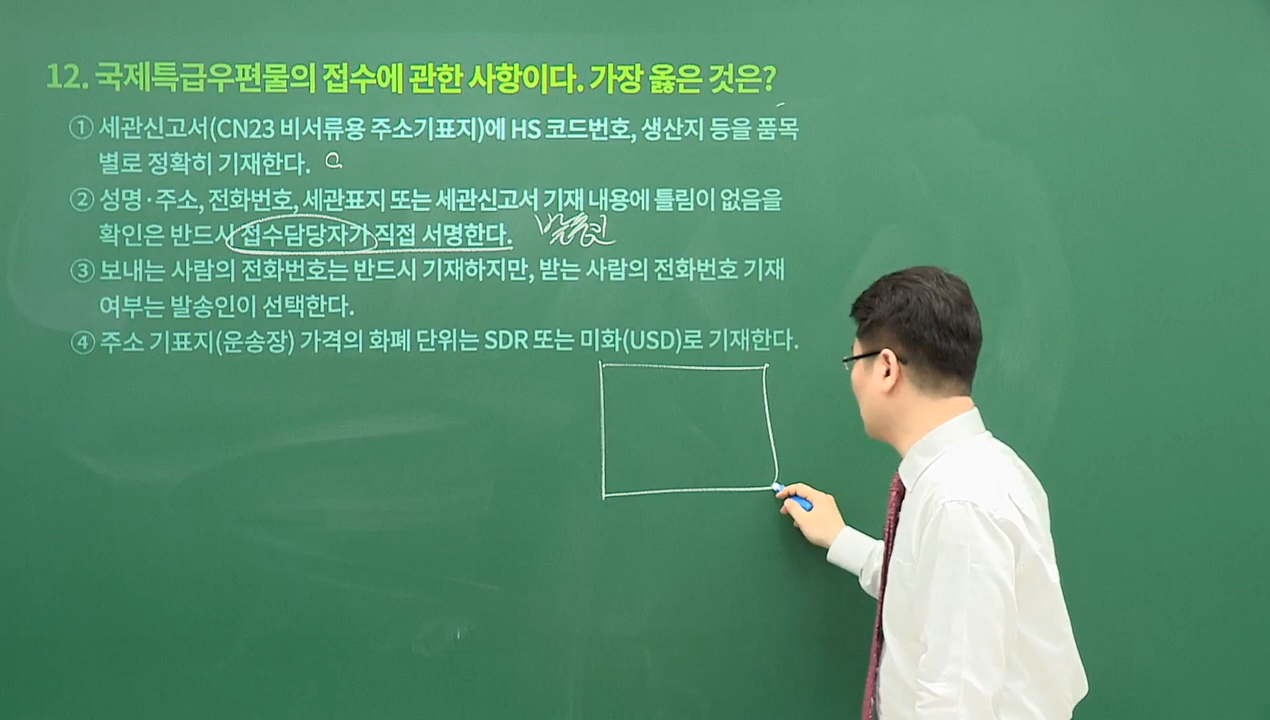 12. 국제특급우편물의 접수에 관한 사항이다. 가장 옳은 것은?
① 세관신고서(CN23 비서류용 주소기표지)에 HS 코드번호, 생산지 등을 품목
별로 정확히 기재한다.
② 성명·주소, 전화번호, 세관표지 또는 세관신고서 기재 내용에 틀림이 없음을
확인은 반드시 접수담당자가 직접 서명한다. 발송인
③ 보내는 사람의 전화번호는 반드시 기재하지만, 받는 사람의 전화번호 기재
여부는 발송인이 선택한다.
④ 주소 기표지(운송장) 가격의 화폐 단위는 SDR 또는 미화(USD)로 기재한다.